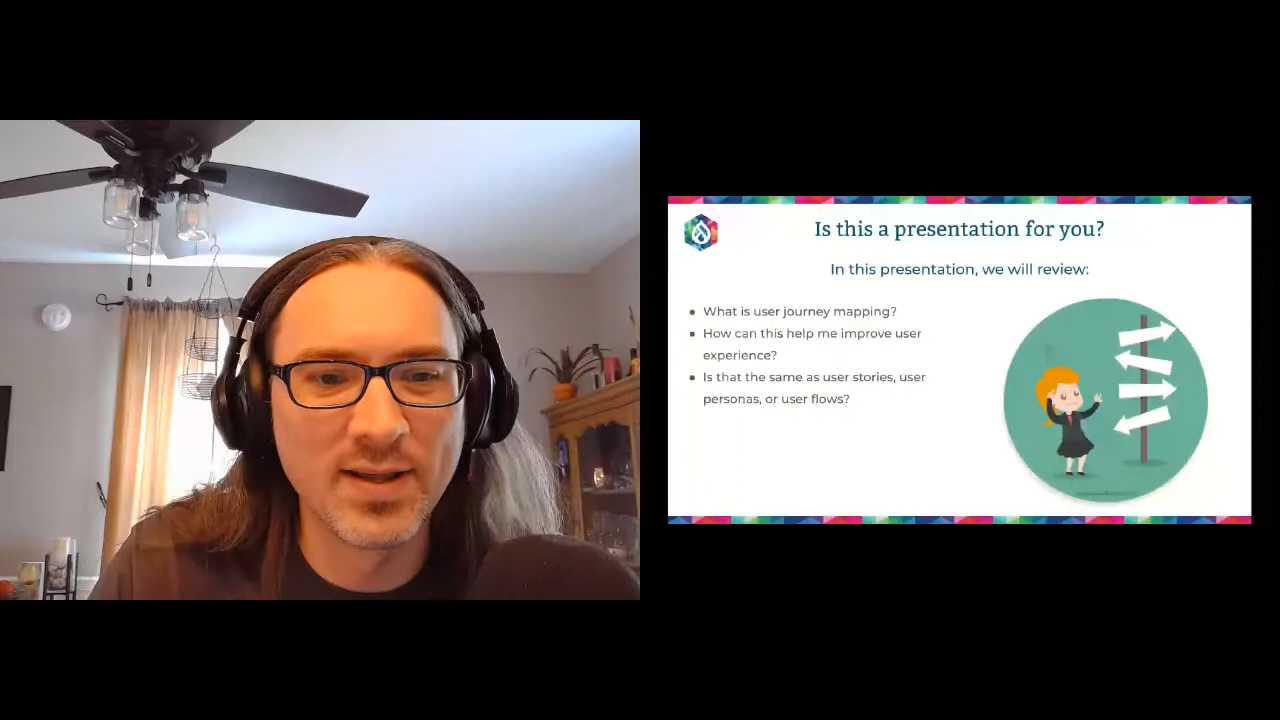 Is this a presentation for you?
In this presentation, we will review:
● What is user journey mapping?
● How can this help me improve user
experience?
● Is that the same as user stories, user
personas, or user flows?